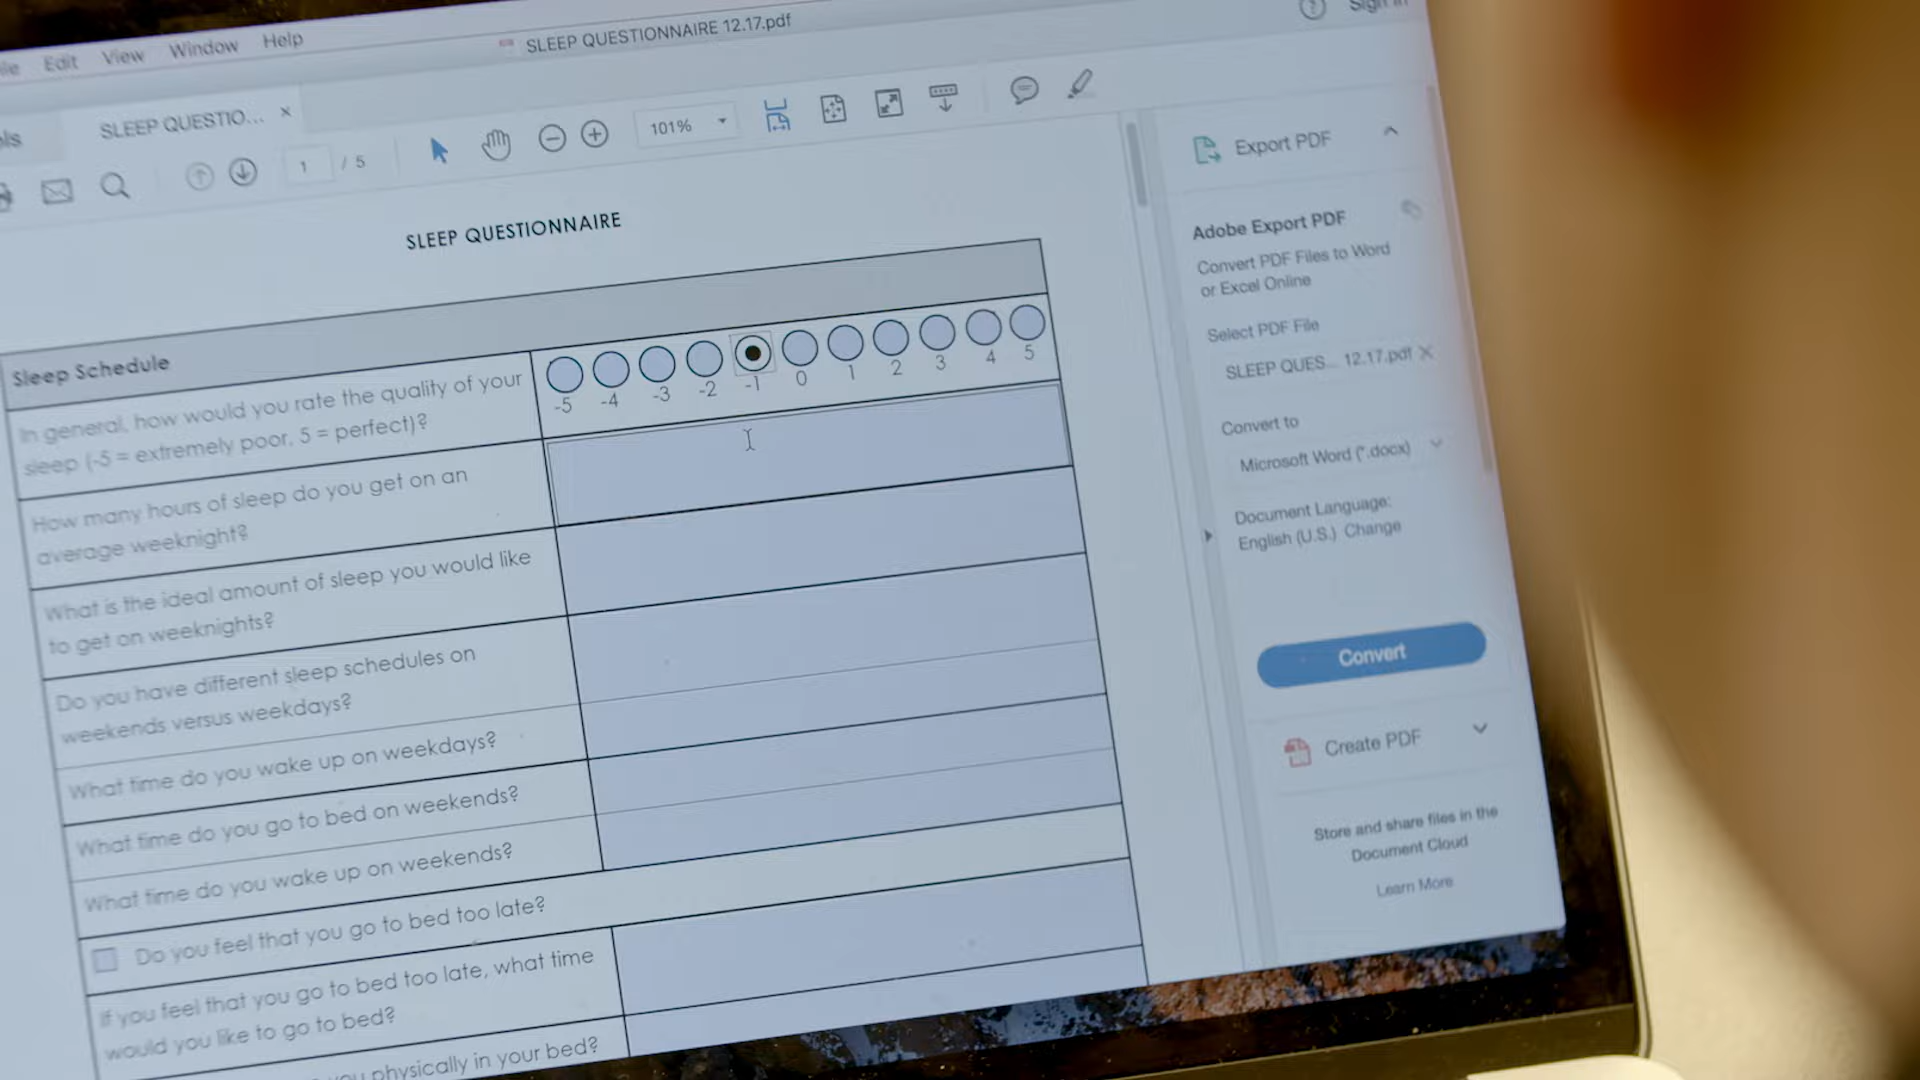 Edit View Window Help
SLEEP QUESTIONNAIRE 12.17.pdf
Sign In
SLEEP QUESTIO... ×
1 / 5
101%
SLEEP QUESTIONNAIRE
Sleep Schedule
In general, how would you rate the quality of your
sleep (-5 = extremely poor, 5 = perfect)?
-5 -4 -3 -2 -1 0 1 2 3 4 5
How many hours of sleep do you get on an
average weeknight?
What is the ideal amount of sleep you would like
to get on weeknights?
Do you have different sleep schedules on
weekends versus weekdays?
What time do you wake up on weekdays?
What time do you go to bed on weekends?
What time do you wake up on weekends?
Do you feel that you go to bed too late?
If you feel that you go to bed too late, what time
would you like to go to bed?
you physically in your bed?
Export PDF
Adobe Export PDF
Convert PDF Files to Word
or Excel Online
Select PDF File
SLEEP QUES... 12.17.pdf ×
Convert to
Microsoft Word (*.docx)
Document Language:
English (U.S.) Change
Convert
Create PDF
Store and share files in the
Document Cloud
Learn More